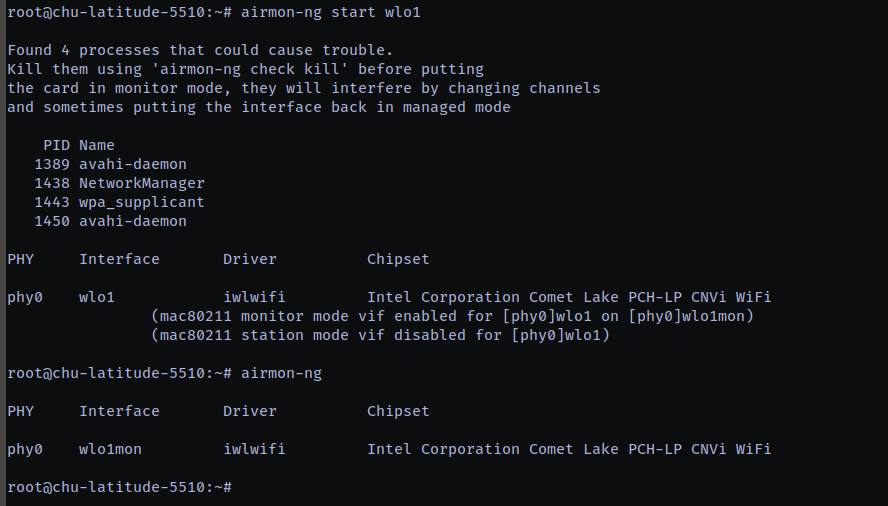 root@chu-latitude-5510:~# airmon-ng start wlo1
Found 4 processes that could cause trouble.
Kill them using 'airmon-ng check kill' before putting
the card in monitor mode, they will interfere by changing channels
and sometimes putting the interface back in managed mode
PID Name
1389 avahi-daemon
1438 NetworkManager
1443 wpa_supplicant
1450 avahi-daemon
PHY Interface Driver Chipset
phy0 wlo1 iwlwifi Intel Corporation Comet Lake PCH-LP CNVi WiFi
(mac80211 monitor mode vif enabled for [phy0]wlo1 on [phy0]wlo1mon)
(mac80211 station mode vif disabled for [phy0]wlo1)
root@chu-latitude-5510:~# airmon-ng
PHY Interface Driver Chipset
phy0 wlo1mon iwlwifi Intel Corporation Comet Lake PCH-LP CNVi WiFi
root@chu-latitude-5510:~#